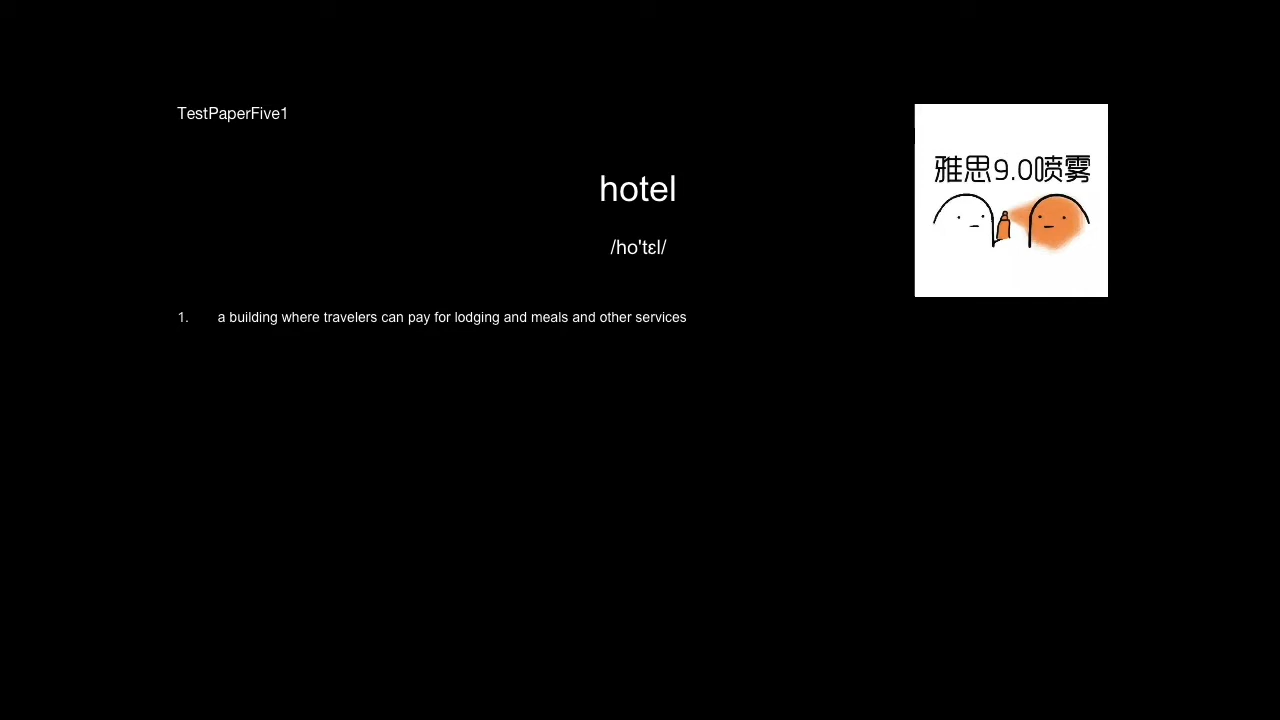 TestPaperFive1
雅思9.0喷雾
hotel
/ho'tɛl/
1. a building where travelers can pay for lodging and meals and other services